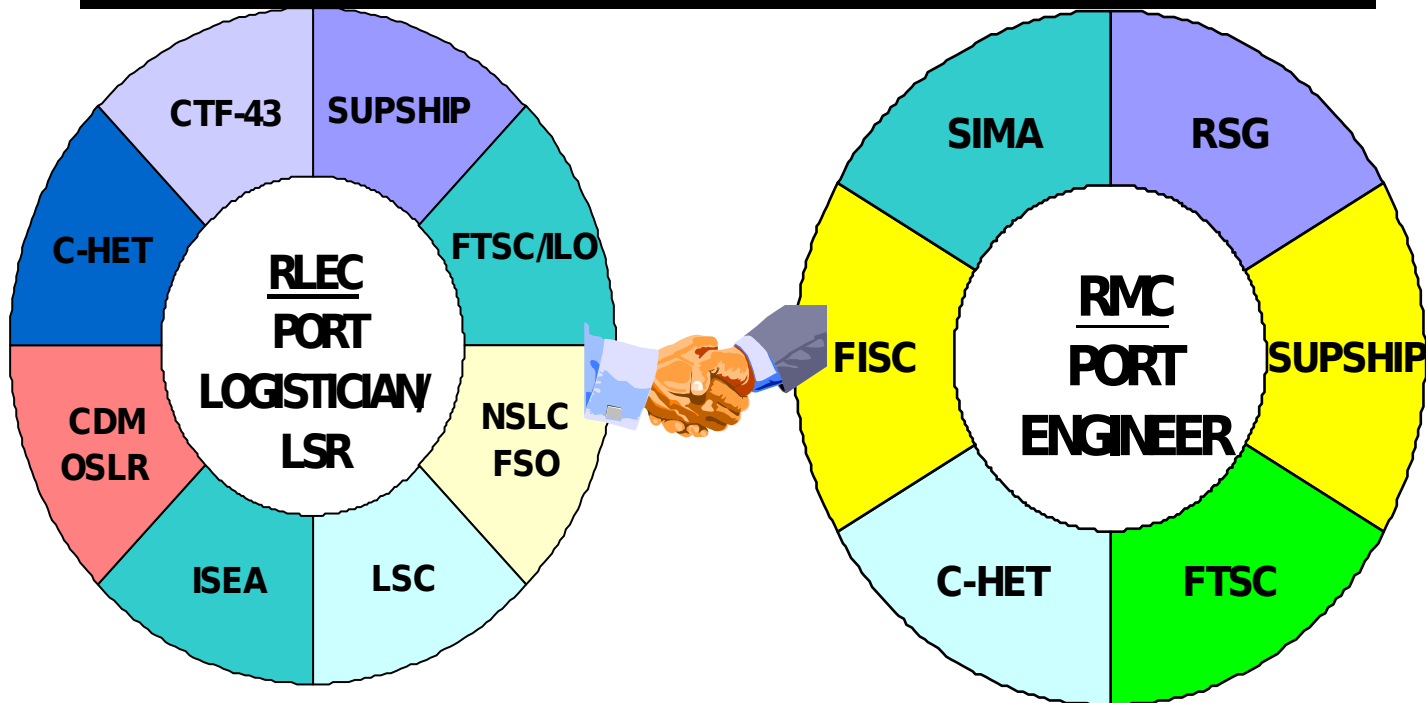 CTF-43
SUPSHIP
C-HET
FTSC/ILO
RLEC
PORT
LOGISTICIAN/
LSR
CDM
OSLR
NSLC
FSO
ISEA
LSC
SIMA
RSG
FISC
RMC
PORT
ENGINEER
SUPSHIP
C-HET
FTSC